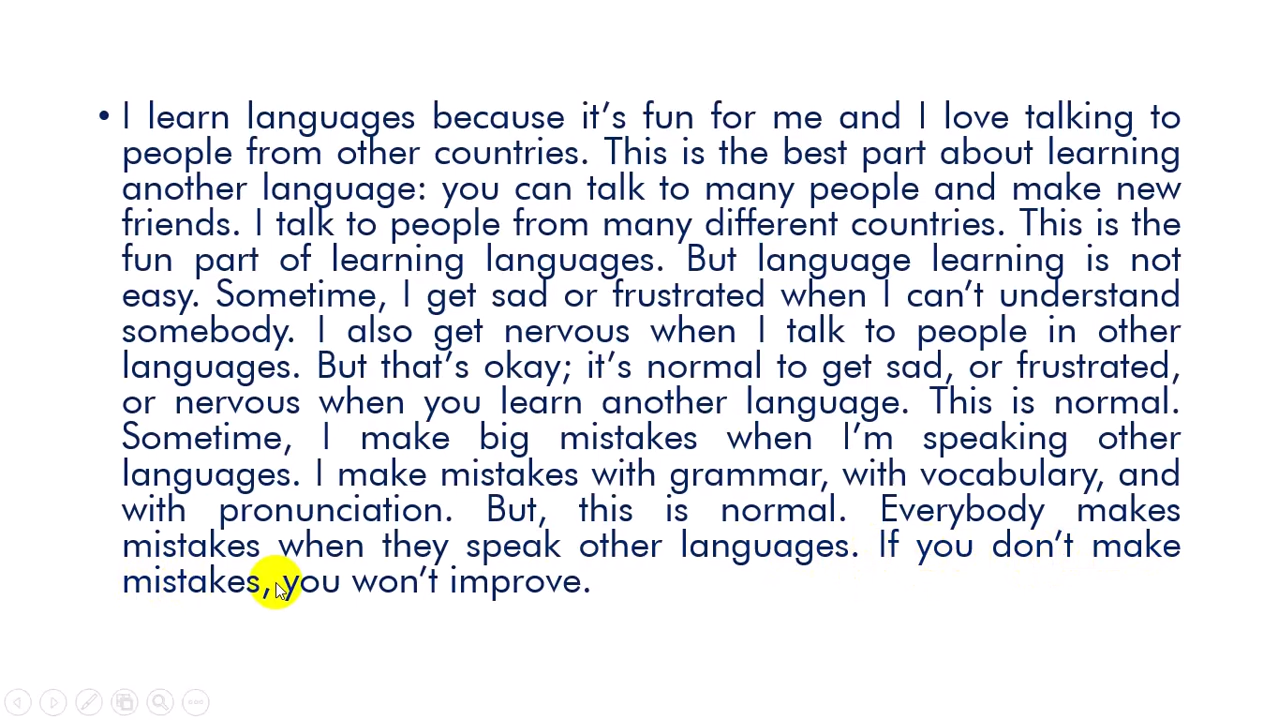 • I learn languages because it's fun for me and I love talking to
people from other countries. This is the best part about learning
another language: you can talk to many people and make new
friends. I talk to people from many different countries. This is the
fun part of learning languages. But language learning is not
easy. Sometime, I get sad or frustrated when I can't understand
somebody. I also get nervous when I talk to people in other
languages. But that's okay; it's normal to get sad, or frustrated,
or nervous when you learn another language. This is normal.
Sometime, I make big mistakes when I'm speaking other
languages. I make mistakes with grammar, with vocabulary, and
with pronunciation. But, this is normal. Everybody makes
mistakes when they speak other languages. If you don't make
mistakes, you won't improve.